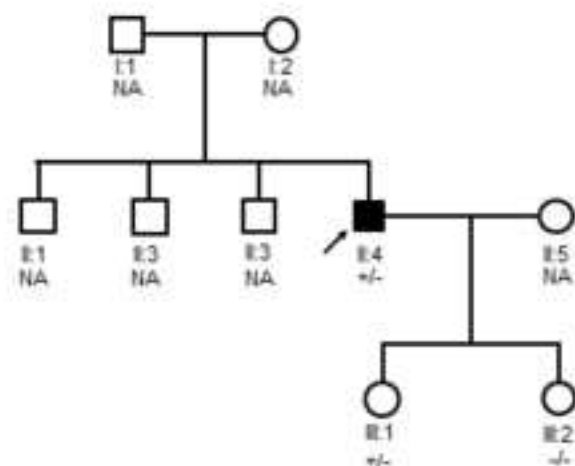 I:1 I:2
NA NA
II:1 II:3 II:3 II:4 II:5
NA NA NA +/- NA
III:1 III:2
+/- -/-